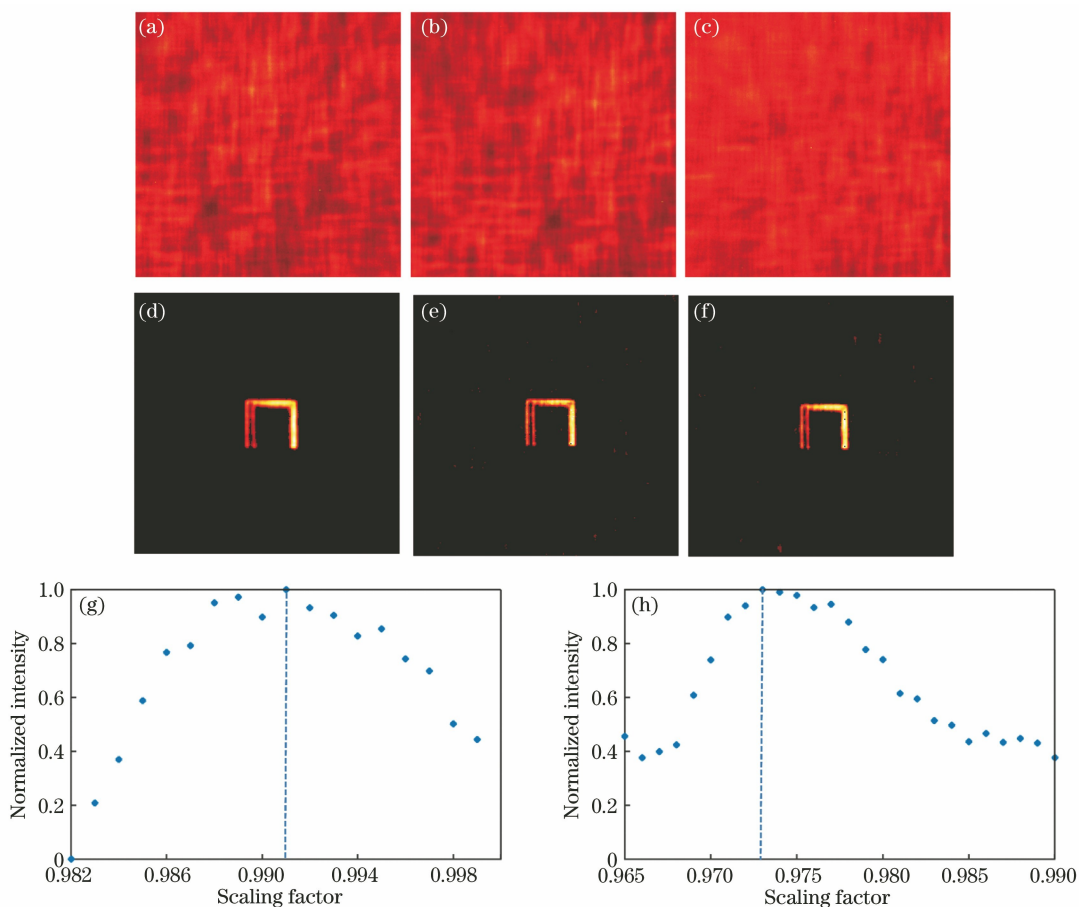 (a) (b) (c)
(d) (e) (f)
(g)
Normalized intensity
1.0
0.8
0.6
0.4
0.2
0
0.982 0.986 0.990 0.994 0.998
Scaling factor
(h)
Normalized intensity
1.0
0.8
0.6
0.4
0.2
0
0.965 0.970 0.975 0.980 0.985 0.990
Scaling factor